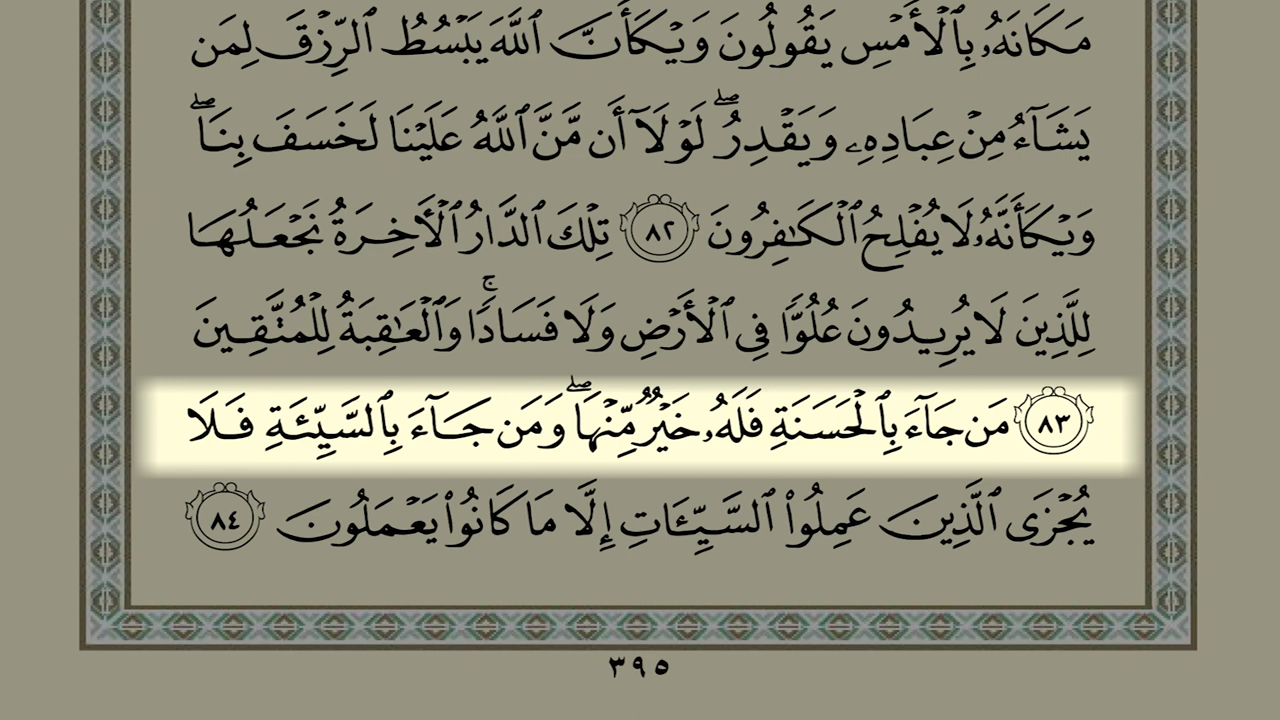 مَكَانَهُۥ بِٱلْأَمْسِ يَقُولُونَ وَيْكَأَنَّ ٱللَّهَ يَبْسُطُ ٱلرِّزْقَ لِمَن
يَشَآءُ مِنْ عِبَادِهِۦ وَيَقْدِرُ ۖ لَوْلَآ أَن مَّنَّ ٱللَّهُ عَلَيْنَا لَخَسَفَ بِنَا ۖ
وَيْكَأَنَّهُۥ لَا يُفْلِحُ ٱلْكَـٰفِرُونَ ٨٢ تِلْكَ ٱلدَّارُ ٱلْـَٔاخِرَةُ نَجْعَلُهَا
لِلَّذِينَ لَا يُرِيدُونَ عُلُوًّا فِى ٱلْأَرْضِ وَلَا فَسَادًا ۚ وَٱلْعَـٰقِبَةُ لِلْمُتَّقِينَ
٨٣ مَن جَآءَ بِٱلْحَسَنَةِ فَلَهُۥ خَيْرٌ مِّنْهَا ۖ وَمَن جَآءَ بِٱلسَّيِّئَةِ فَلَا
يُجْزَى ٱلَّذِينَ عَمِلُوا۟ ٱلسَّيِّـَٔاتِ إِلَّا مَا كَانُوا۟ يَعْمَلُونَ ٨٤
٣٩٥